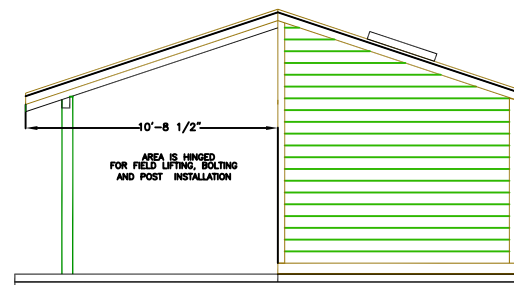 10'-8 1/2"
AREA IS HINGED
FOR FIELD LIFTING, BOLTING
AND POST INSTALLATION